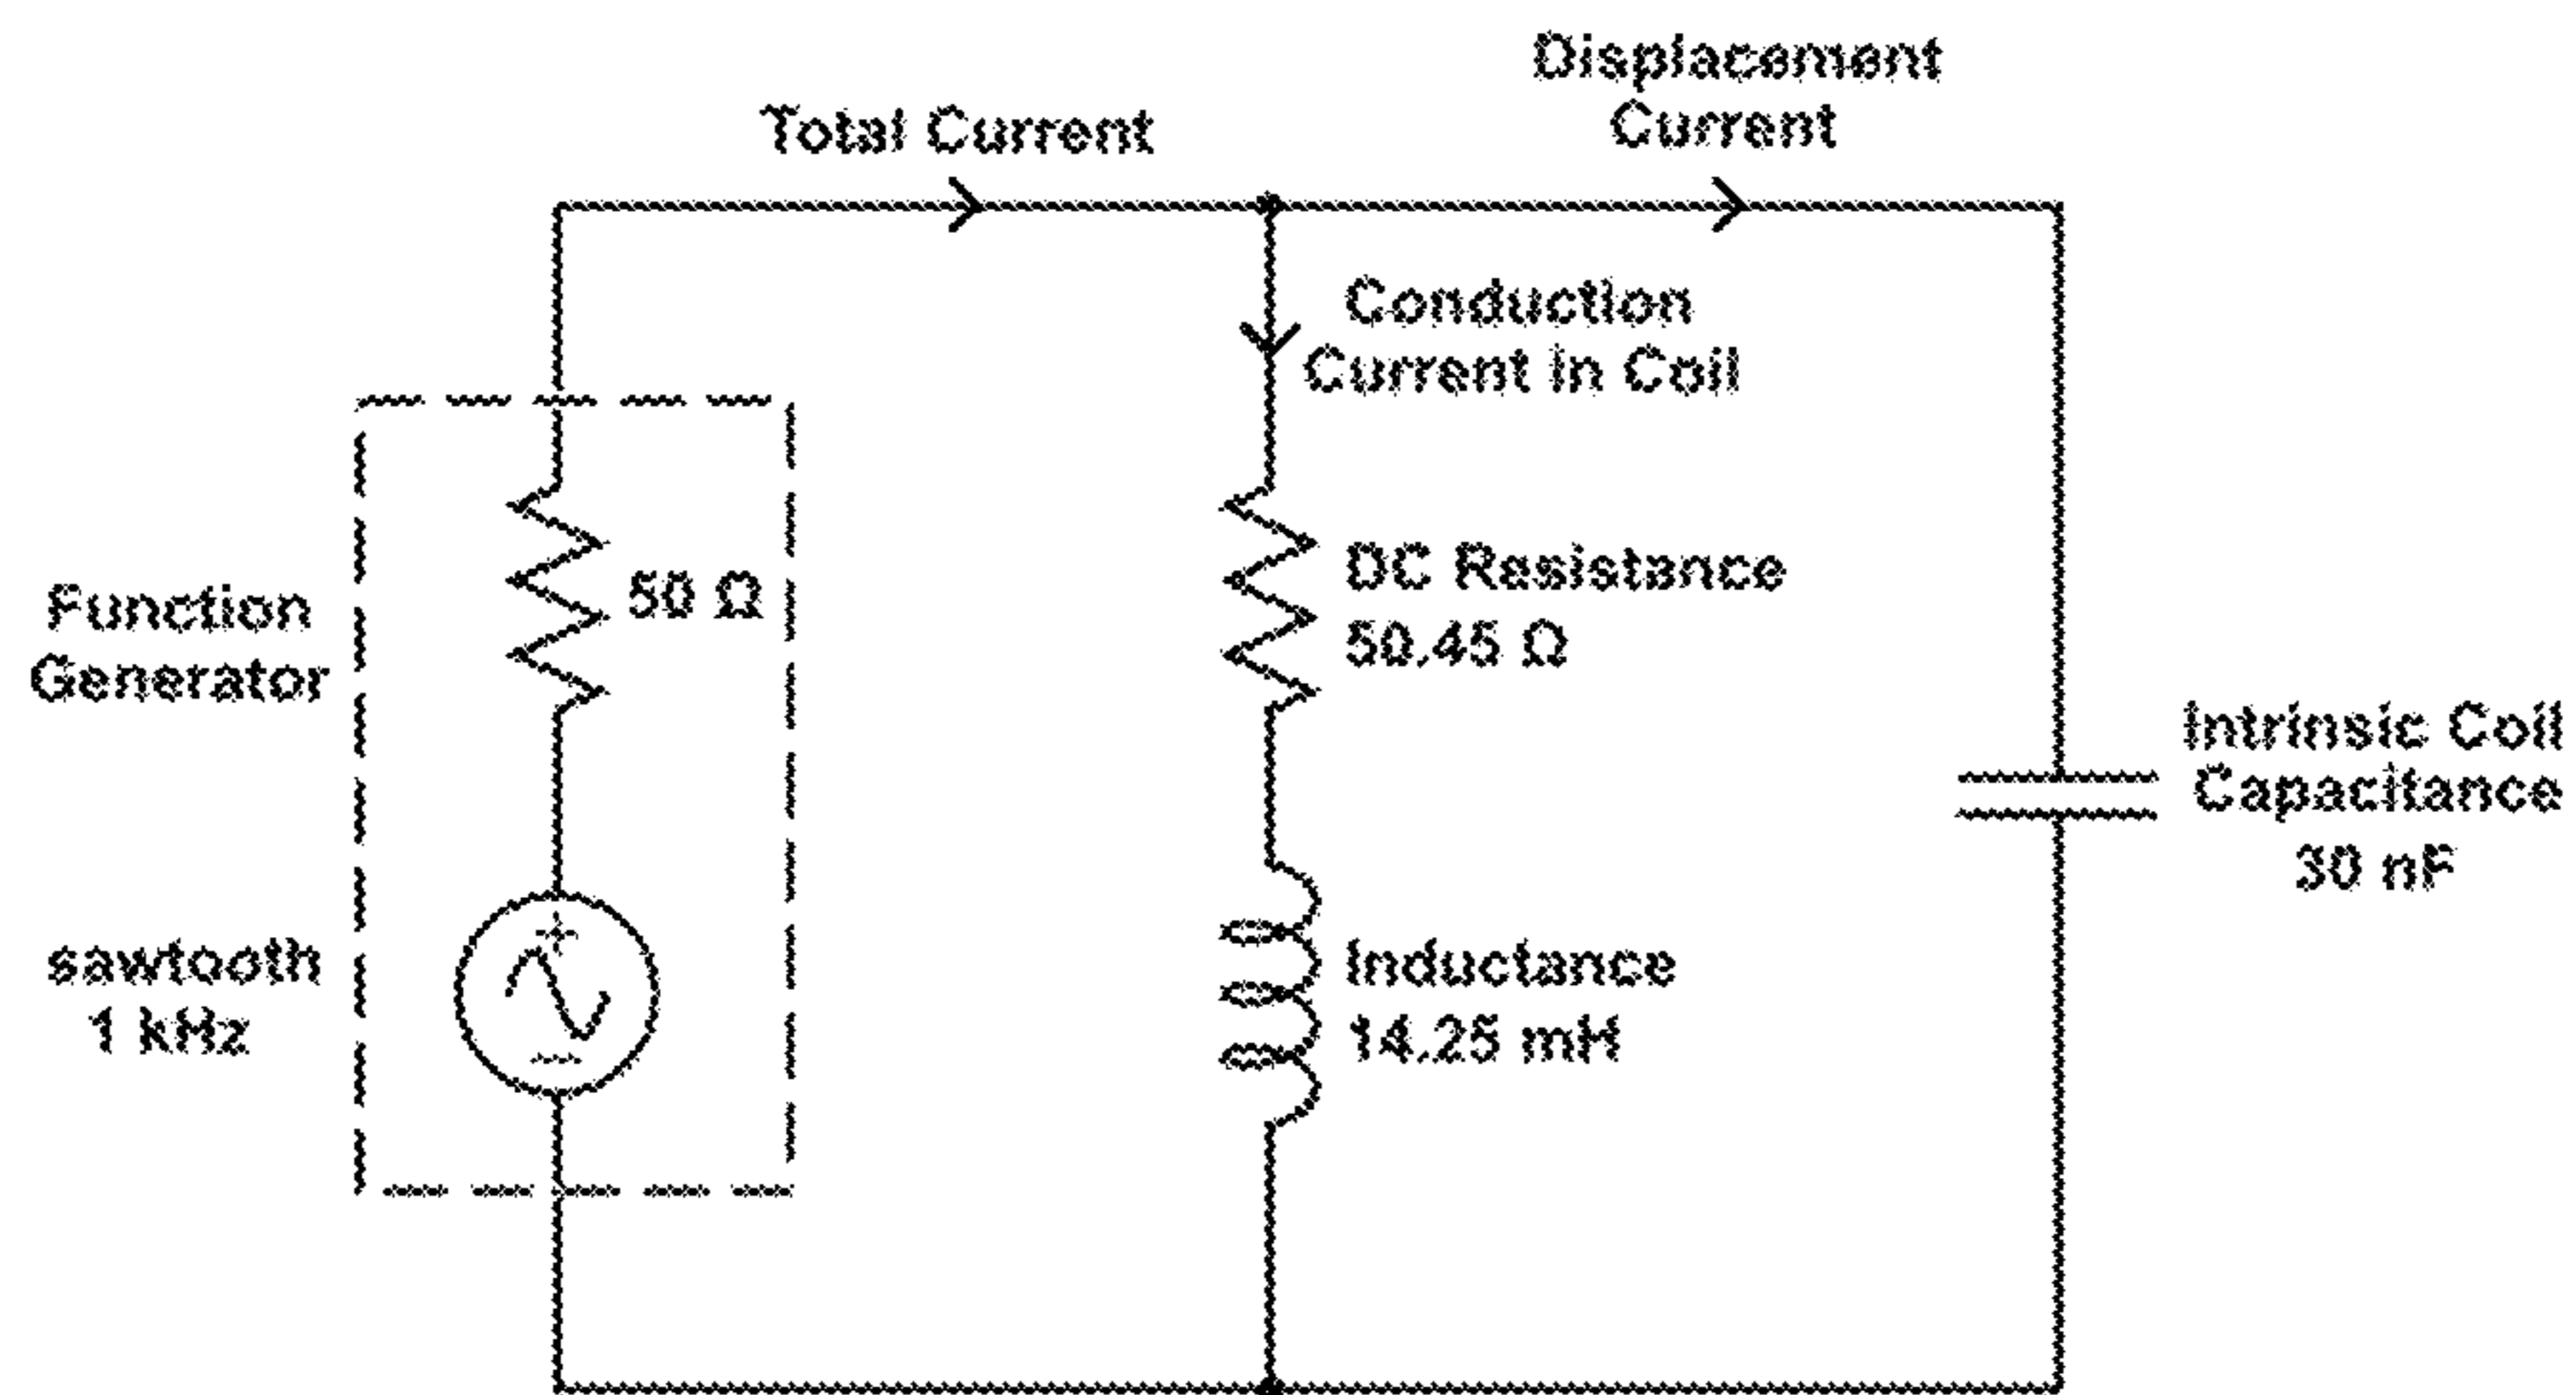 Displacement
Current
Total Current
Conduction
Current in Coil
Function
Generator
50 Ω
DC Resistance
50.45 Ω
Intrinsic Coil
Capacitance
30 nF
sawtooth
1 kHz
+
−
Inductance
14.25 mH